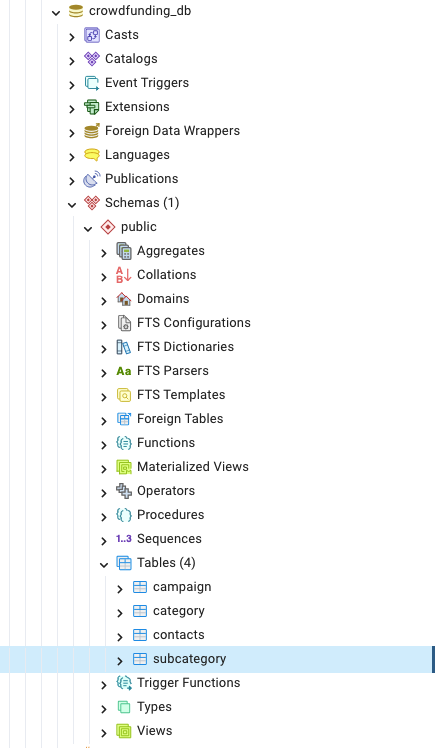 crowdfunding_db
Casts
Catalogs
Event Triggers
Extensions
Foreign Data Wrappers
Languages
Publications
Schemas (1)
public
Aggregates
A B Collations
Domains
FTS Configurations
FTS Dictionaries
Aa FTS Parsers
FTS Templates
Foreign Tables
Functions
Materialized Views
Operators
Procedures
1..3 Sequences
Tables (4)
campaign
category
contacts
subcategory
Trigger Functions
Types
Views